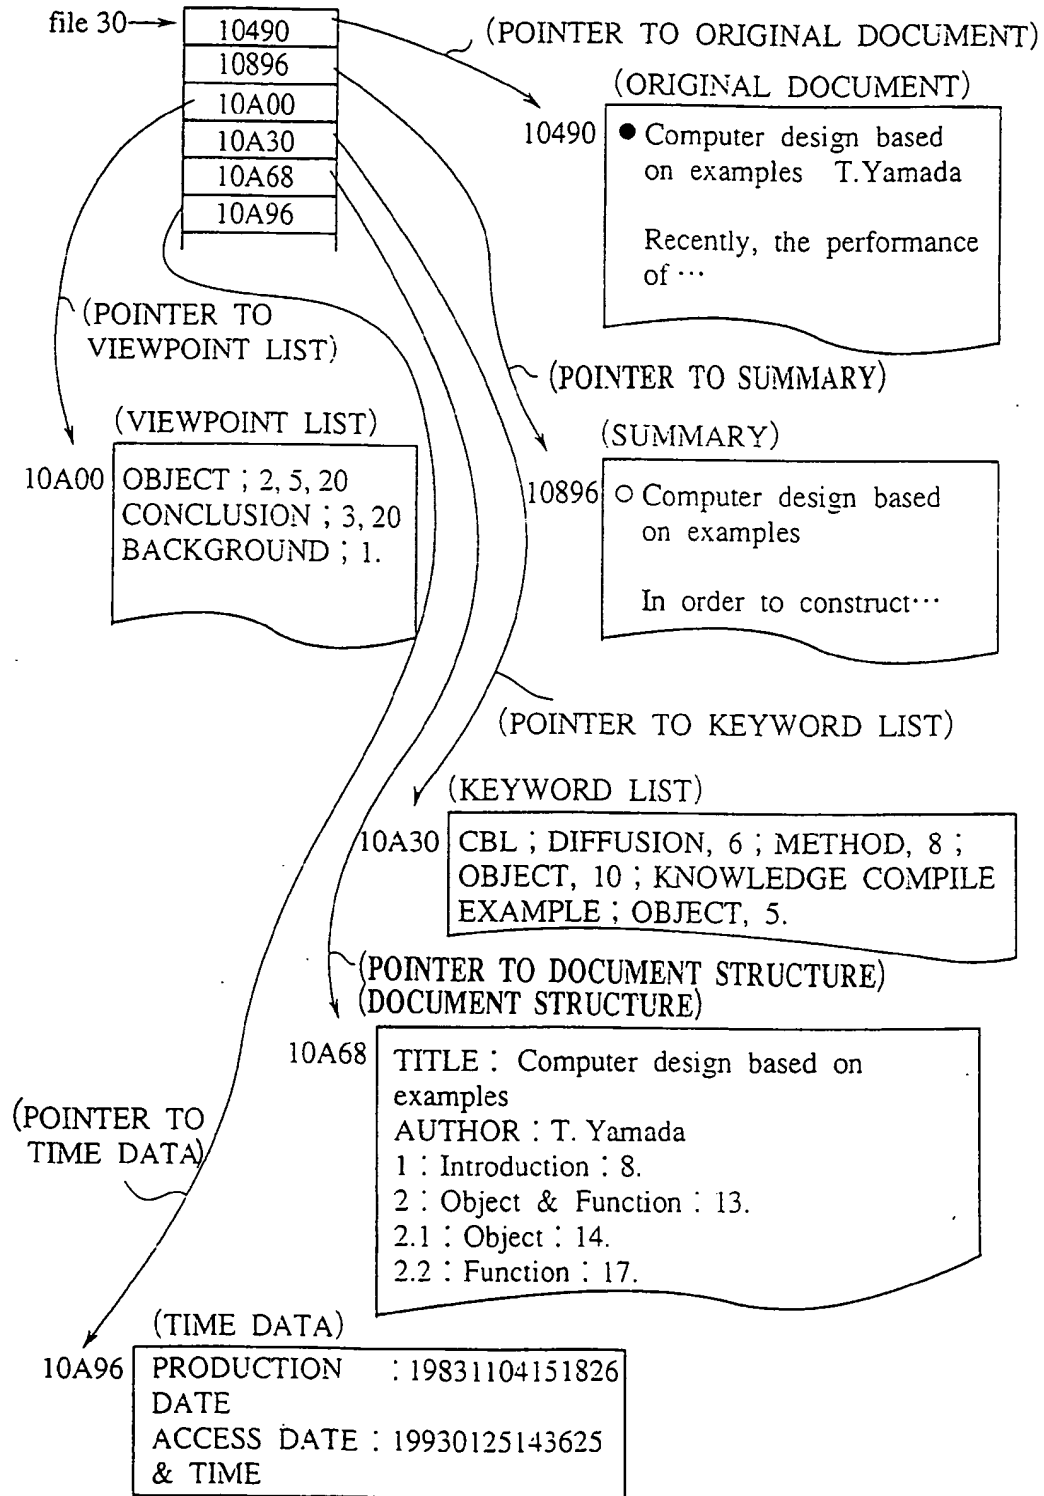 file 30
10490
10896
10A00
10A30
10A68
10A96
(POINTER TO ORIGINAL DOCUMENT)
(ORIGINAL DOCUMENT)
10490
● Computer design based
on examples T.Yamada
Recently, the performance
of ···
(POINTER TO
VIEWPOINT LIST)
(POINTER TO SUMMARY)
(VIEWPOINT LIST)
10A00
OBJECT ; 2, 5, 20
CONCLUSION ; 3, 20
BACKGROUND ; 1.
(SUMMARY)
10896
○ Computer design based
on examples
In order to construct···
(POINTER TO KEYWORD LIST)
(KEYWORD LIST)
10A30
CBL ; DIFFUSION, 6 ; METHOD, 8 ;
OBJECT, 10 ; KNOWLEDGE COMPILE
EXAMPLE ; OBJECT, 5.
(POINTER TO DOCUMENT STRUCTURE)
(DOCUMENT STRUCTURE)
10A68
TITLE : Computer design based on
examples
AUTHOR : T. Yamada
1 : Introduction : 8.
2 : Object & Function : 13.
2.1 : Object : 14.
2.2 : Function : 17.
(POINTER TO
TIME DATA)
(TIME DATA)
10A96
PRODUCTION : 19831104151826
DATE
ACCESS DATE : 19930125143625
& TIME